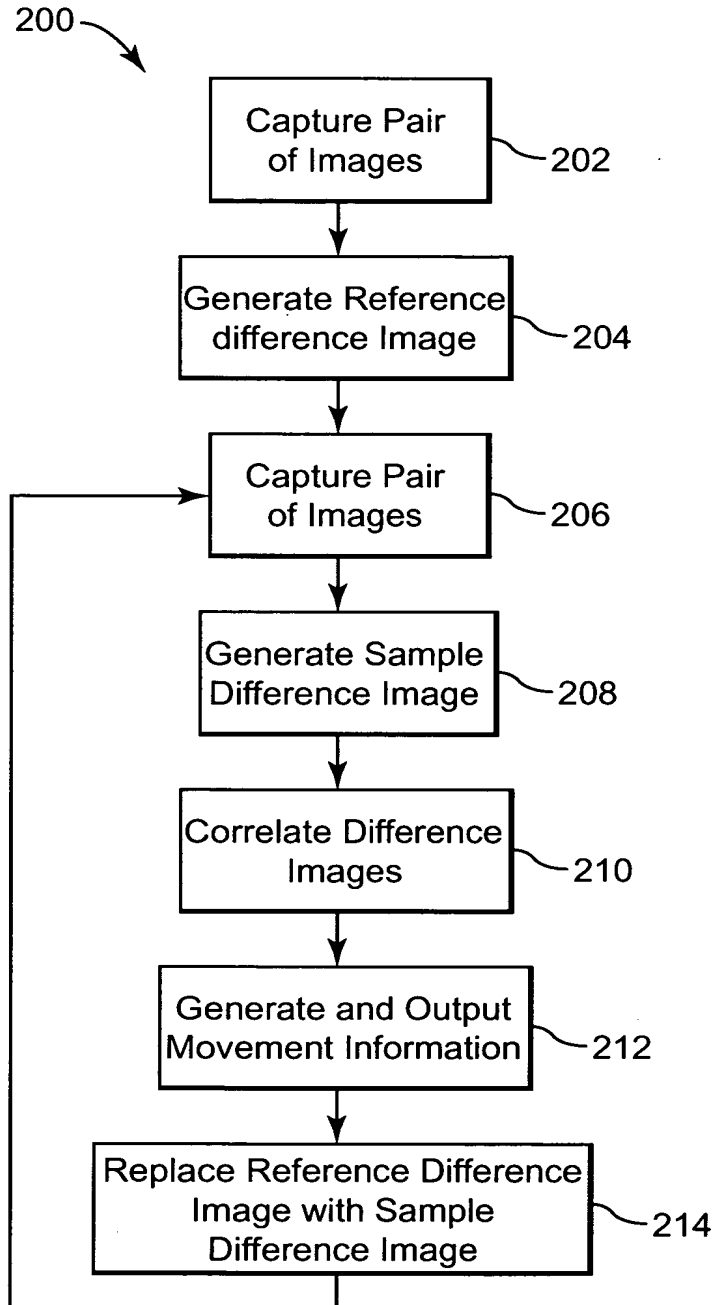 200
Capture Pair
of Images
202
Generate Reference
difference Image
204
Capture Pair
of Images
206
Generate Sample
Difference Image
208
Correlate Difference
Images
210
Generate and Output
Movement Information
212
Replace Reference Difference
Image with Sample
Difference Image
214